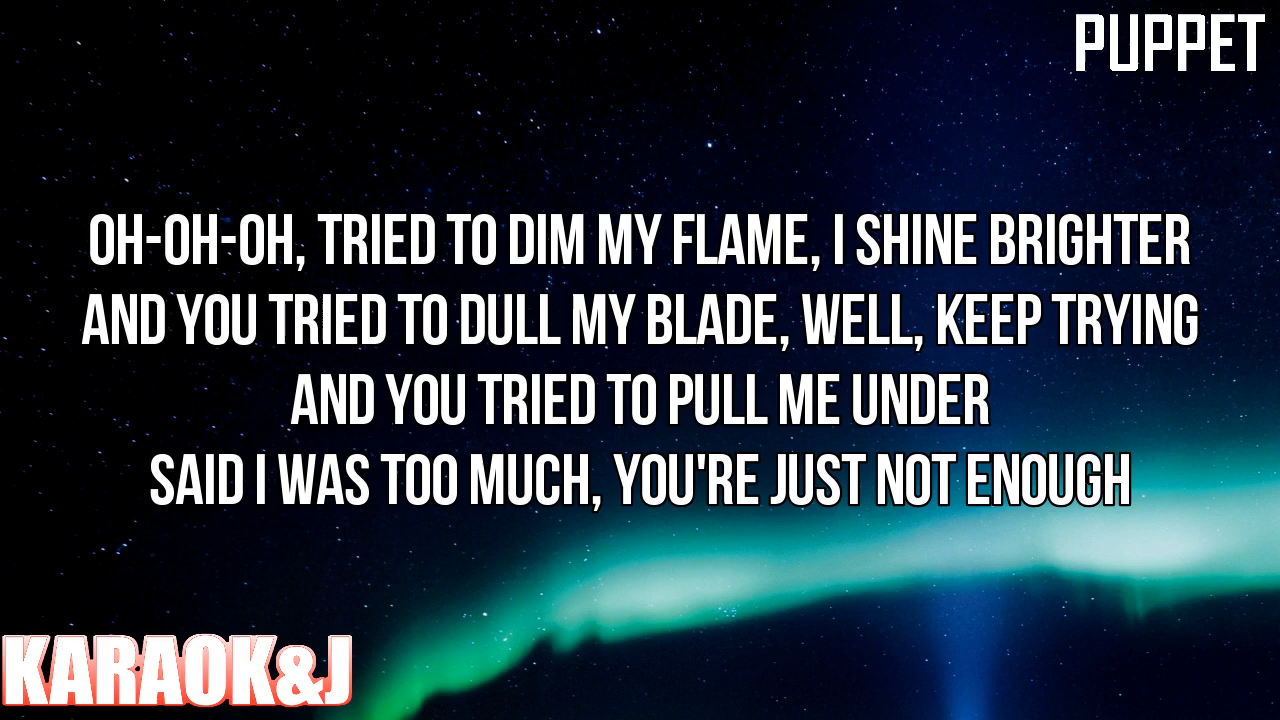 PUPPET
OH-OH-OH, TRIED TO DIM MY FLAME, I SHINE BRIGHTER
AND YOU TRIED TO DULL MY BLADE, WELL, KEEP TRYING
AND YOU TRIED TO PULL ME UNDER
SAID I WAS TOO MUCH, YOU'RE JUST NOT ENOUGH
KARAOK&J